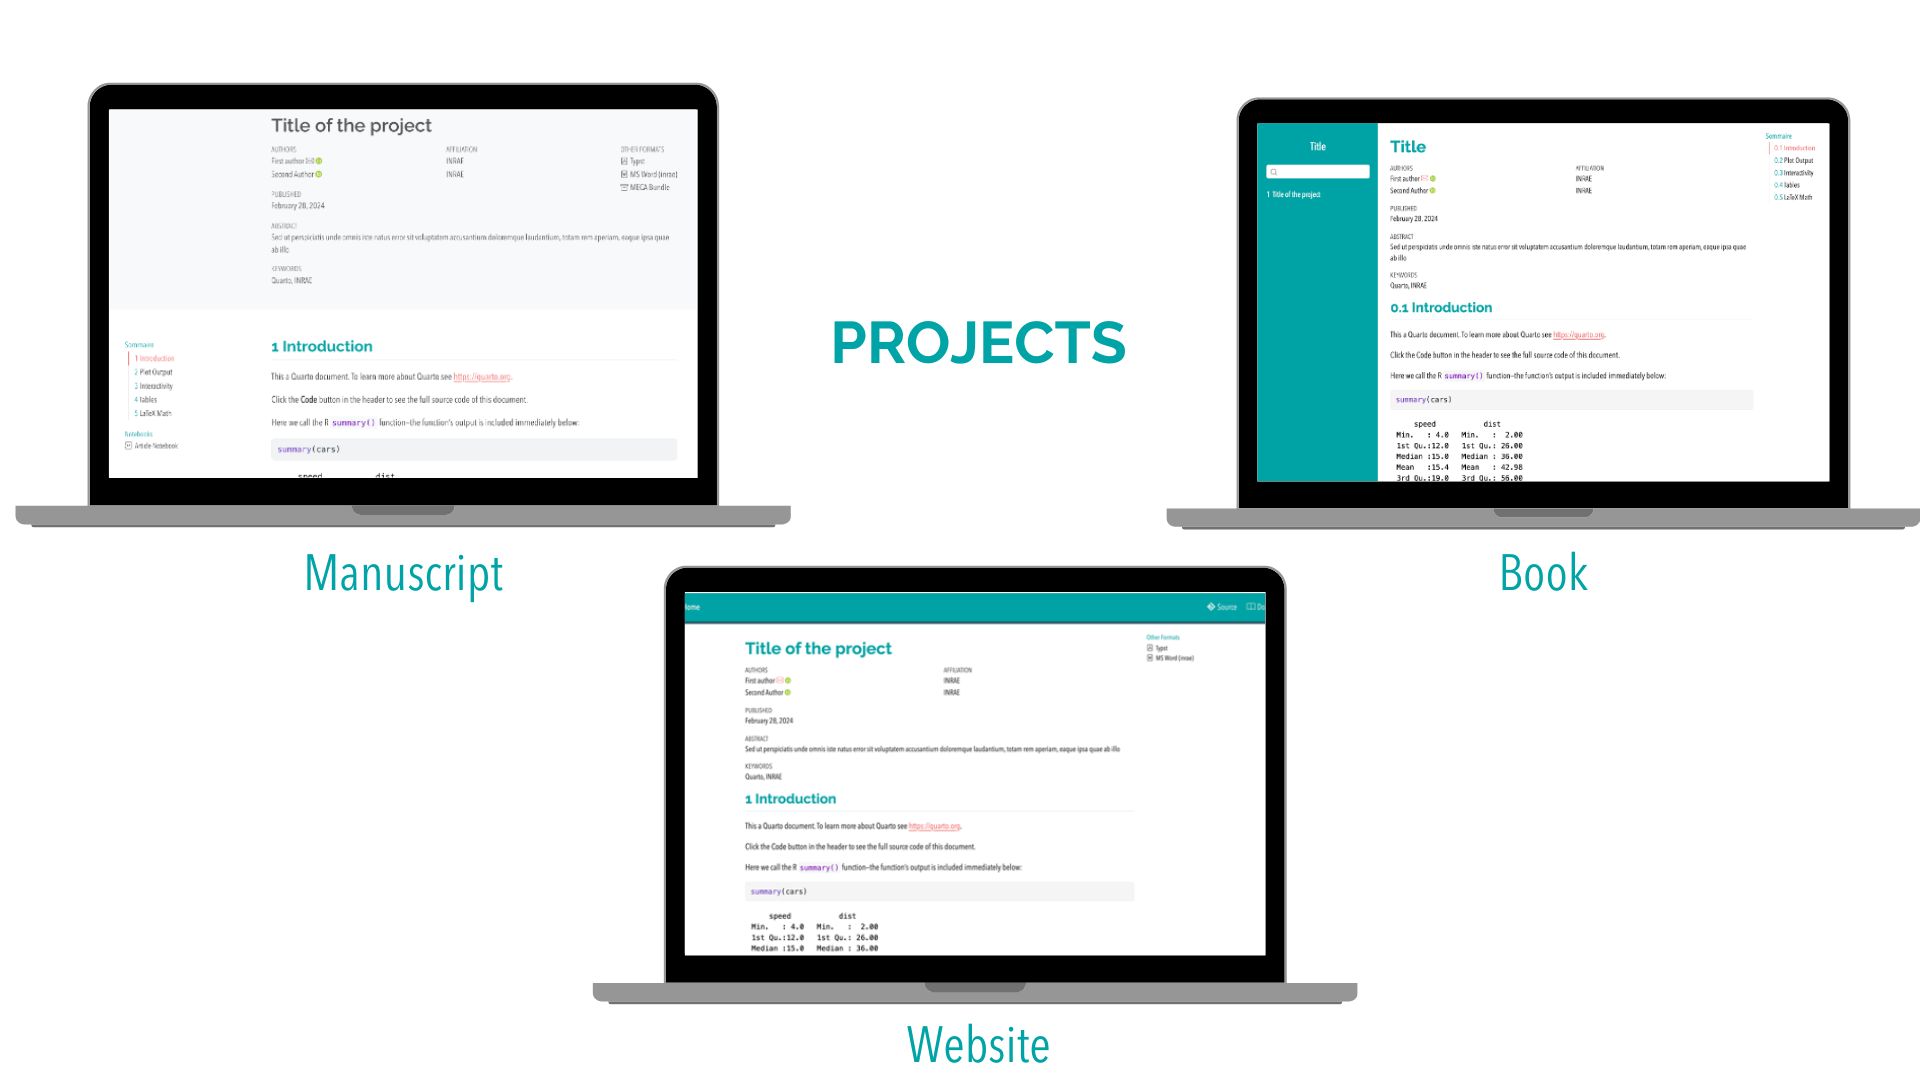 Title of the project
AUTHORS AFFILIATION OTHER FORMATS
First author INRAE Typst
Second Author INRAE MS Word (inrae)
MECA Bundle
PUBLISHED
February 28, 2024
ABSTRACT
Sed ut perspiciatis unde omnis iste natus error sit voluptatem accusantium doloremque laudantium, totam rem aperiam, eaque ipsa quae
ab illo
KEYWORDS
Quarto, INRAE
Sommaire
1 Introduction
2 Plot Output
3 Interactivity
4 Tables
5 LaTeX Math
Notebooks
Article Notebook
1 Introduction
This a Quarto document. To learn more about Quarto see https://quarto.org.
Click the Code button in the header to see the full source code of this document.
Here we call the R summary() function–the function's output is included immediately below:
summary(cars)
speed dist
Manuscript
PROJECTS
Title
1 Title of the project
Title
AUTHORS AFFILIATION
First author INRAE
Second Author INRAE
PUBLISHED
February 28, 2024
ABSTRACT
Sed ut perspiciatis unde omnis iste natus error sit voluptatem accusantium doloremque laudantium, totam rem aperiam, eaque ipsa quae
ab illo
KEYWORDS
Quarto, INRAE
0.1 Introduction
This a Quarto document. To learn more about Quarto see https://quarto.org.
Click the Code button in the header to see the full source code of this document.
Here we call the R summary() function–the function's output is included immediately below:
summary(cars)
speed dist
Min. : 4.0 Min. : 2.00
1st Qu.:12.0 1st Qu.: 26.00
Median :15.0 Median : 36.00
Mean :15.4 Mean : 42.98
3rd Qu.:19.0 3rd Qu.: 56.00
Sommaire
0.1 Introduction
0.2 Plot Output
0.3 Interactivity
0.4 Tables
0.5 LaTeX Math
Book
Home Source Do
Title of the project
AUTHORS AFFILIATION
First author INRAE
Second Author INRAE
PUBLISHED
February 28, 2024
ABSTRACT
Sed ut perspiciatis unde omnis iste natus error sit voluptatem accusantium doloremque laudantium, totam rem aperiam, eaque ipsa quae ab illo
KEYWORDS
Quarto, INRAE
1 Introduction
This a Quarto document. To learn more about Quarto see https://quarto.org.
Click the Code button in the header to see the full source code of this document.
Here we call the R summary() function–the function's output is included immediately below:
summary(cars)
speed dist
Min. : 4.0 Min. : 2.00
1st Qu.:12.0 1st Qu.: 26.00
Median :15.0 Median : 36.00
Other Formats
Typst
MS Word (inrae)
Website